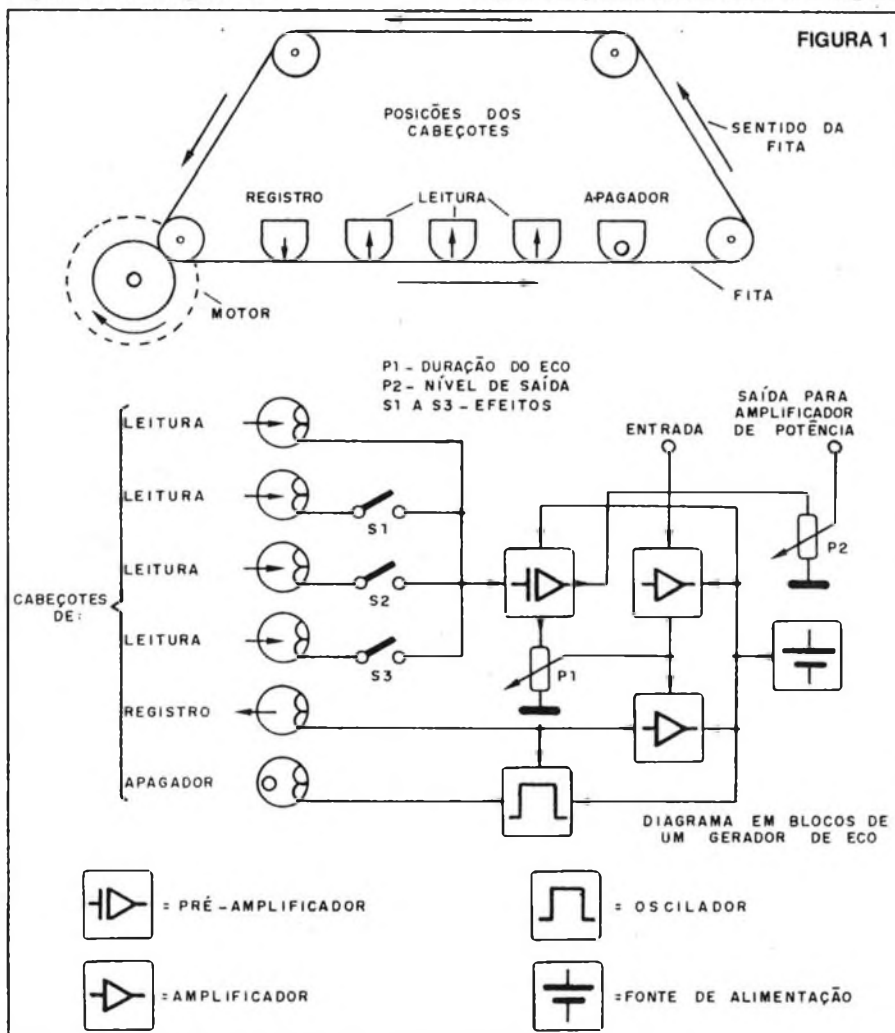 FIGURA 1
POSICÕES DOS
CABEÇOTES
SENTIDO DA
FITA
REGISTRO
LEITURA
APAGADOR
MOTOR
FITA
P1 - DURAÇÃO DO ECO
P2 - NÍVEL DE SAÍDA
S1 A S3 - EFEITOS
ENTRADA
SAÍDA PARA
AMPLIFICADOR
DE POTÊNCIA
CABEÇOTES
DE:
LEITURA
LEITURA
S1
LEITURA
S2
LEITURA
S3
REGISTRO
APAGADOR
P2
P1
DIAGRAMA EM BLOCOS DE
UM GERADOR DE ECO
= PRÉ-AMPLIFICADOR
= OSCILADOR
= AMPLIFICADOR
= FONTE DE ALIMENTAÇÃO